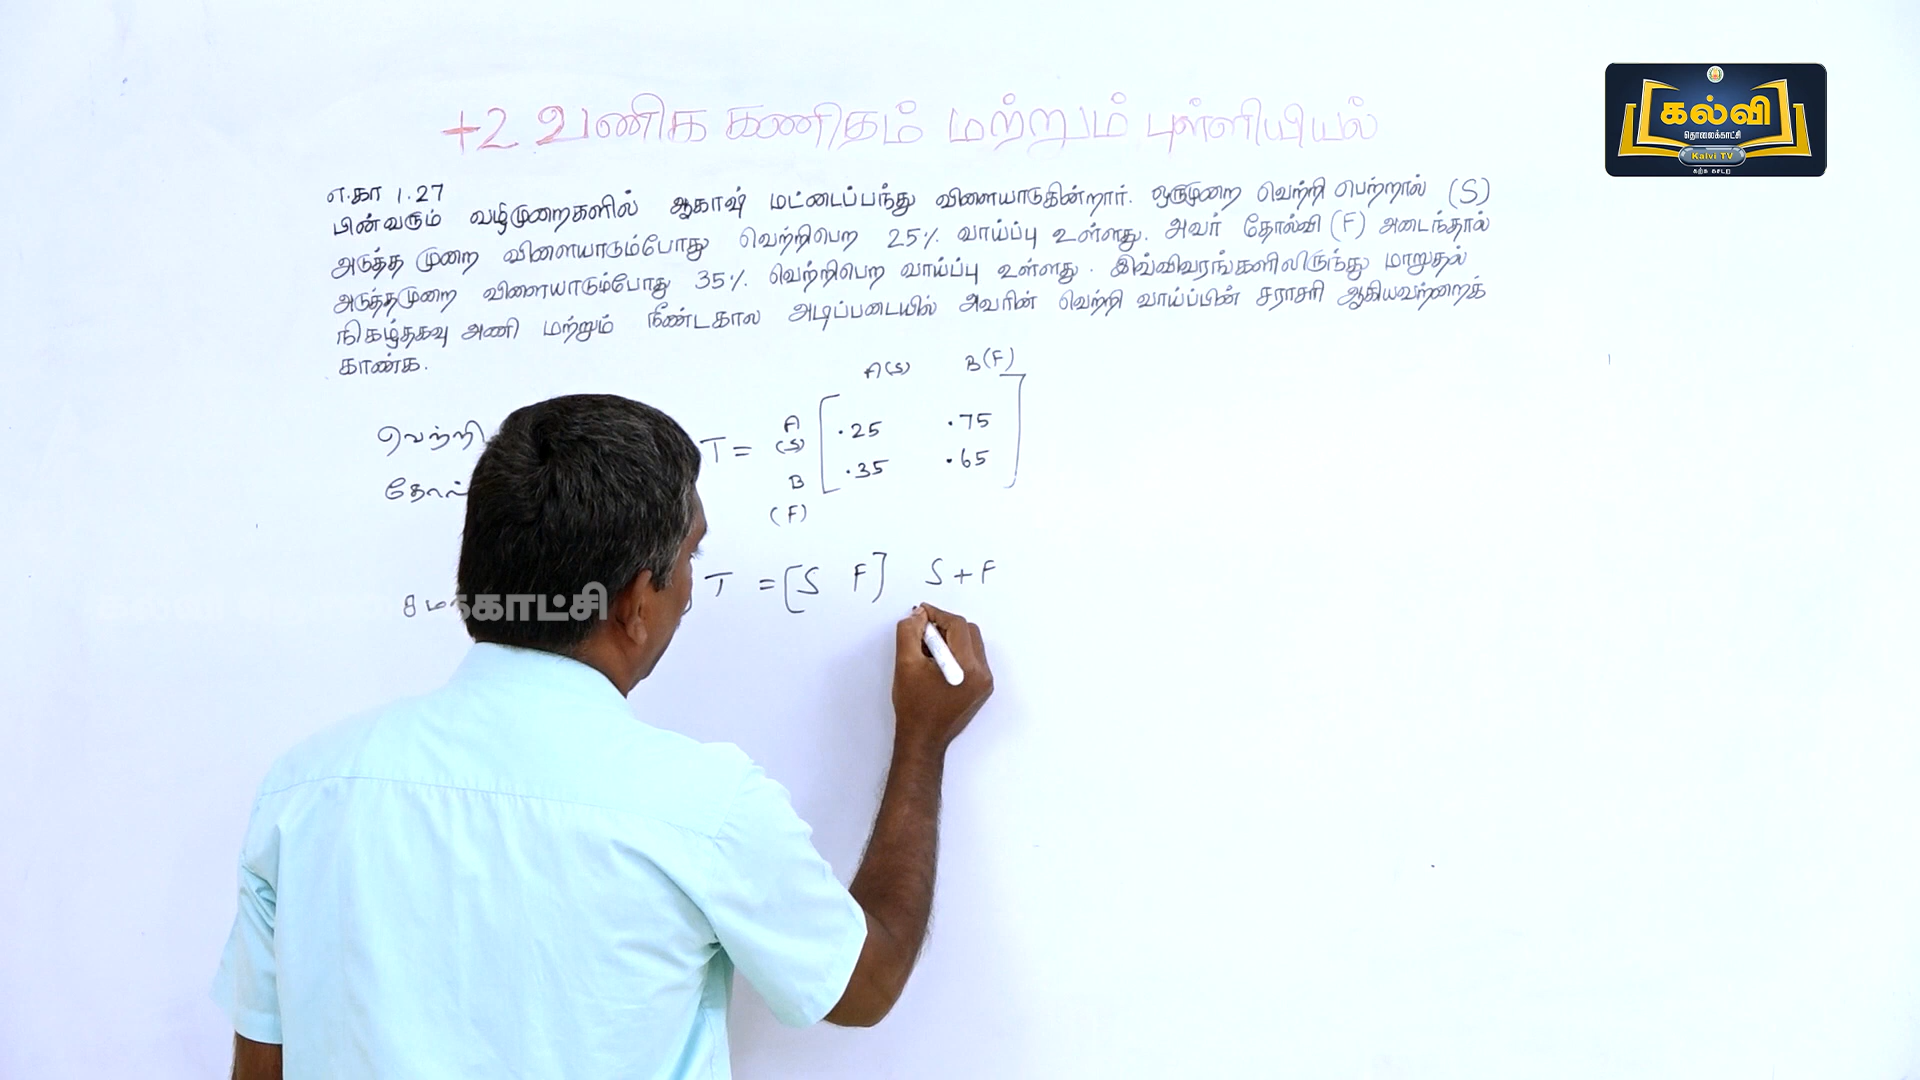 கல்வி
தொலைக்காட்சி
Kalvi TV
கற்க கசடற
+2 வணிக கணிதம் மற்றும் புள்ளியியல்
எ.கா 1.27
பின்வரும் வழிமுறைகளில் ஆகாஷ் மட்டைப்பந்து விளையாடுகின்றார். ஒருமுறை வெற்றி பெற்றால் (S)
அடுத்த முறை விளையாடும்போது வெற்றிபெற 25% வாய்ப்பு உள்ளது. அவர் தோல்வி (F) அடைந்தால்
அடுத்தமுறை விளையாடும்போது 35% வெற்றிபெற வாய்ப்பு உள்ளது. இவ்விவரங்களிலிருந்து மாறுதல்
நிகழ்தகவு அணி மற்றும் நீண்டகால அடிப்படையில் அவரின் வெற்றி வாய்ப்பின் சராசரி ஆகியவற்றைக்
காண்க.
A(S) B(F)
வெற்றி T = A (S) .25 .75
B (F) .35 .65
T = [S F] S+F
காட்சி